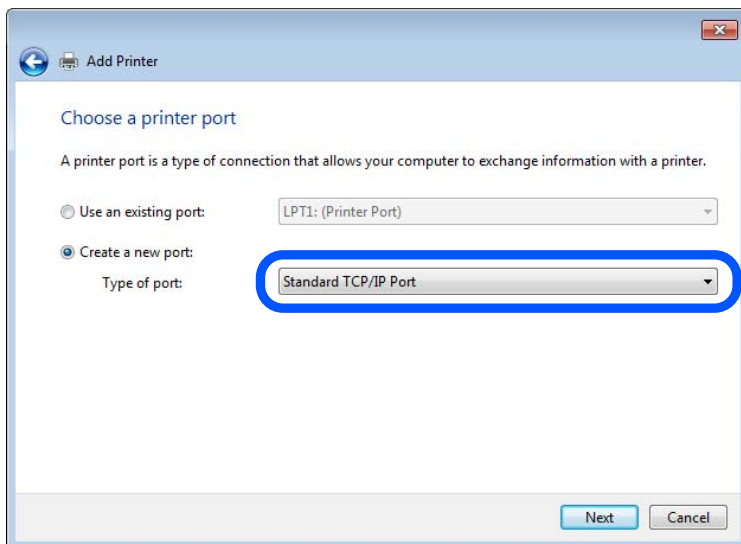 Add Printer
Choose a printer port
A printer port is a type of connection that allows your computer to exchange information with a printer.
Use an existing port: LPT1: (Printer Port)
Create a new port:
Type of port: Standard TCP/IP Port
Next Cancel